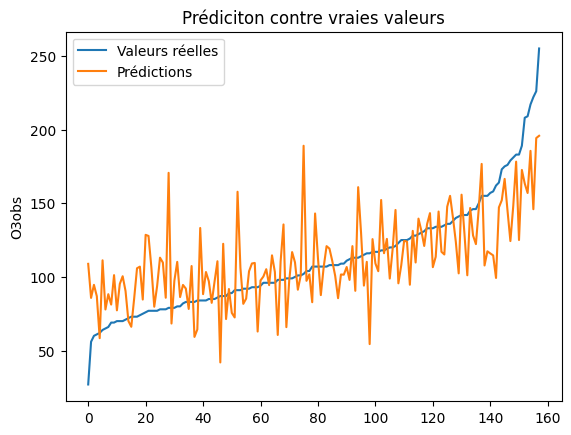 Prédiciton contre vraies valeurs
Valeurs réelles
Prédictions
O3obs
250
200
150
100
50
0 20 40 60 80 100 120 140 160